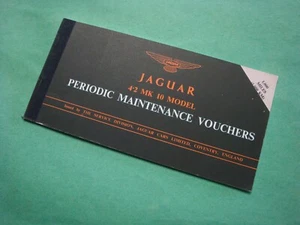 JAGUAR
4·2 MK 10 MODEL
PERIODIC MAINTENANCE VOUCHERS
Issued by THE SERVICE DIVISION, JAGUAR CARS LIMITED, COVENTRY, ENGLAND